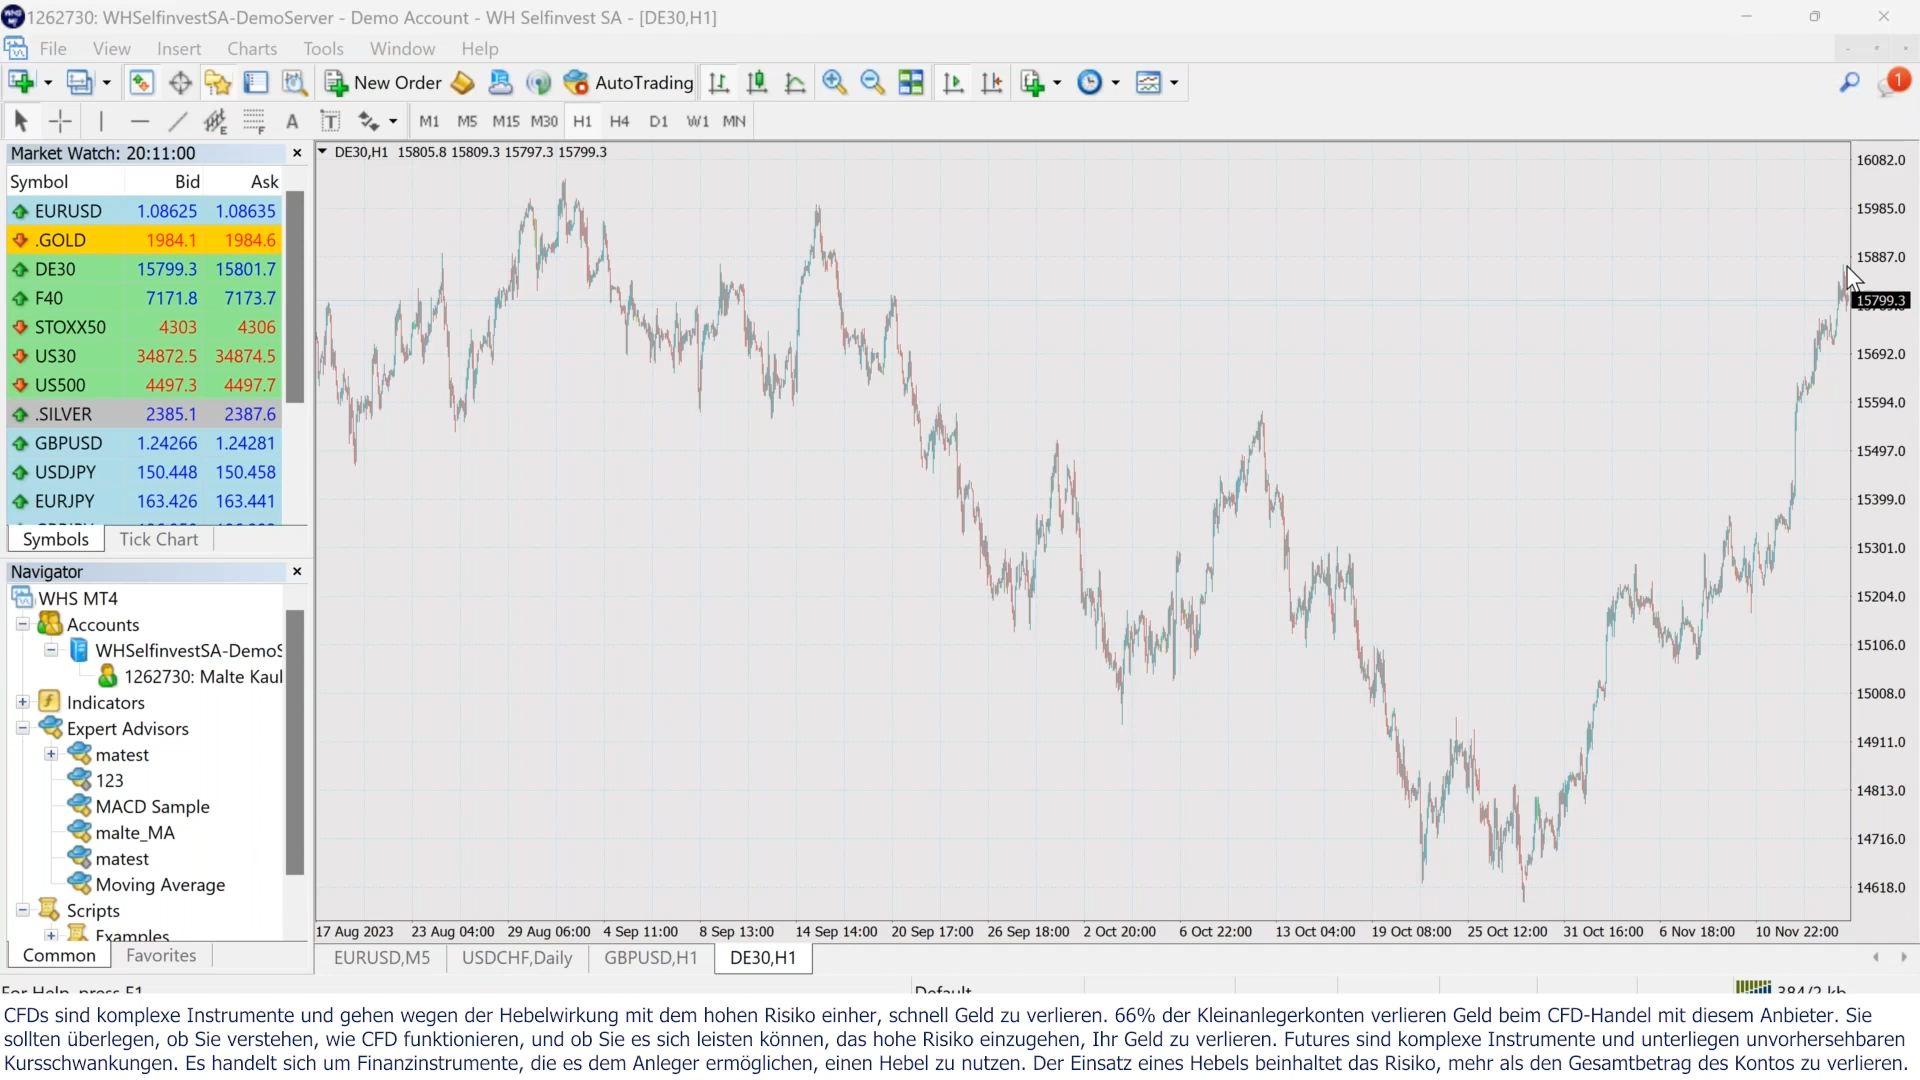 1262730: WHSelfinvestSA-DemoServer - Demo Account - WH Selfinvest SA - [DE30,H1]
File View Insert Charts Tools Window Help
New Order AutoTrading 1
A T M1 M5 M15 M30 H1 H4 D1 W1 MN
Market Watch: 20:11:00
Symbol Bid Ask
EURUSD 1.08625 1.08635
.GOLD 1984.1 1984.6
DE30 15799.3 15801.7
F40 7171.8 7173.7
STOXX50 4303 4306
US30 34872.5 34874.5
US500 4497.3 4497.7
.SILVER 2385.1 2387.6
GBPUSD 1.24266 1.24281
USDJPY 150.448 150.458
EURJPY 163.426 163.441
Symbols Tick Chart
Navigator
WHS MT4
Accounts
WHSelfinvestSA-DemoS
1262730: Malte Kaul
Indicators
Expert Advisors
matest
123
MACD Sample
malte_MA
matest
Moving Average
Scripts
Examples
Common Favorites
DE30,H1 15805.8 15809.3 15797.3 15799.3
16082.0
15985.0
15887.0
15799.3
15692.0
15594.0
15497.0
15399.0
15301.0
15204.0
15106.0
15008.0
14911.0
14813.0
14716.0
14618.0
17 Aug 2023 23 Aug 04:00 29 Aug 06:00 4 Sep 11:00 8 Sep 13:00 14 Sep 14:00 20 Sep 17:00 26 Sep 18:00 2 Oct 20:00 6 Oct 22:00 13 Oct 04:00 19 Oct 08:00 25 Oct 12:00 31 Oct 16:00 6 Nov 18:00 10 Nov 22:00
EURUSD,M5 USDCHF,Daily GBPUSD,H1 DE30,H1
For Help, press F1 Default 384/2 kb
CFDs sind komplexe Instrumente und gehen wegen der Hebelwirkung mit dem hohen Risiko einher, schnell Geld zu verlieren. 66% der Kleinanlegerkonten verlieren Geld beim CFD-Handel mit diesem Anbieter. Sie
sollten überlegen, ob Sie verstehen, wie CFD funktionieren, und ob Sie es sich leisten können, das hohe Risiko einzugehen, Ihr Geld zu verlieren. Futures sind komplexe Instrumente und unterliegen unvorhersehbaren
Kursschwankungen. Es handelt sich um Finanzinstrumente, die es dem Anleger ermöglichen, einen Hebel zu nutzen. Der Einsatz eines Hebels beinhaltet das Risiko, mehr als den Gesamtbetrag des Kontos zu verlieren.